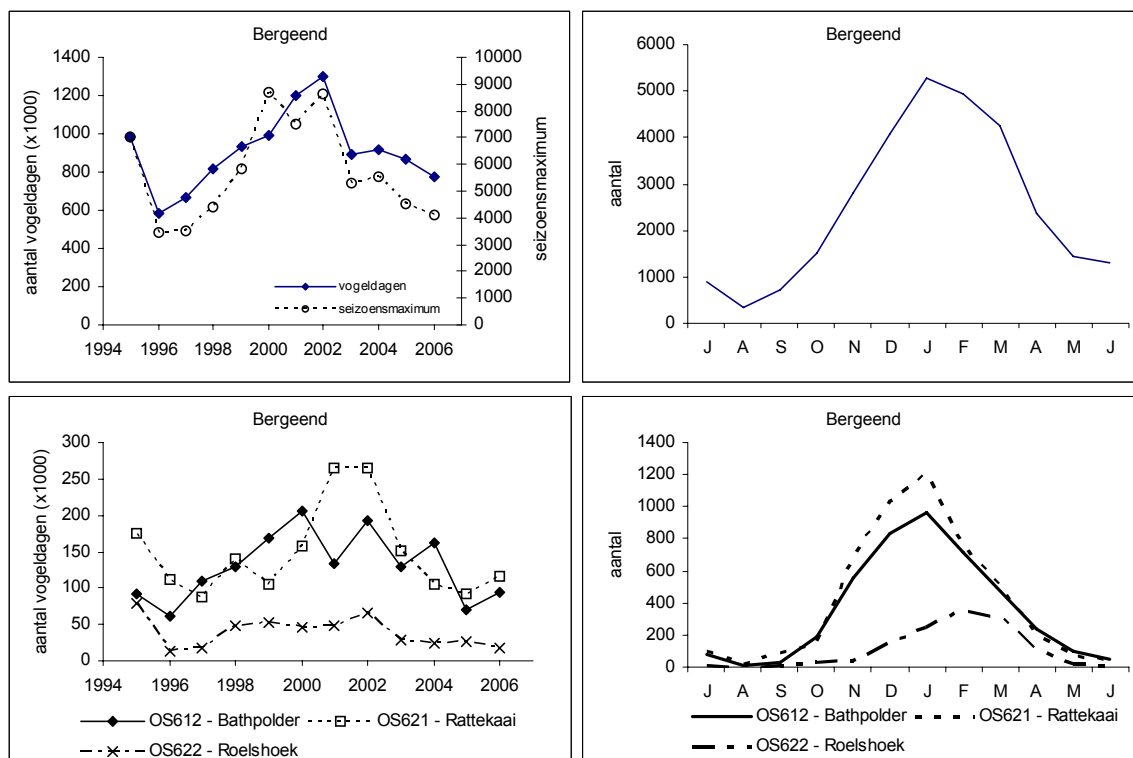 Bergeend
aantal vogeldagen (x1000)
1400
1200
1000
800
600
400
200
0
1994 1996 1998 2000 2002 2004 2006
10000
9000
8000
7000
6000
5000
4000
3000
2000
1000
0
seizoensmaximum
vogeldagen
seizoensmaximum
Bergeend
aantal
6000
5000
4000
3000
2000
1000
0
J A S O N D J F M A M J
Bergeend
aantal vogeldagen (x1000)
300
250
200
150
100
50
0
1994 1996 1998 2000 2002 2004 2006
OS612 - Bathpolder OS621 - Rattekaai
OS622 - Roelshoek
Bergeend
aantal
1400
1200
1000
800
600
400
200
0
J A S O N D J F M A M J
OS612 - Bathpolder OS621 - Rattekaai
OS622 - Roelshoek